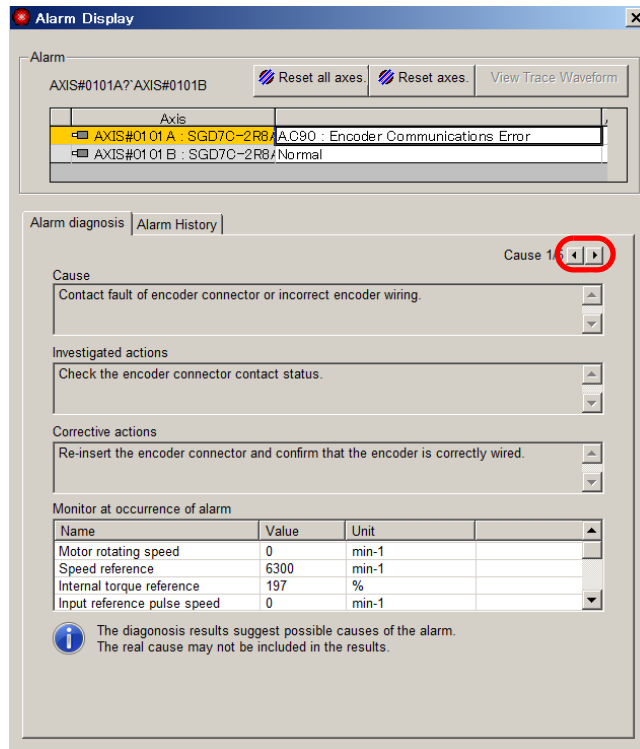 Alarm Display
Alarm
AXIS#0101A?`AXIS#0101B
Reset all axes.
Reset axes.
View Trace Waveform
Axis
AXIS#0101 A : SGD7C-2R8A
A.C90 : Encoder Communications Error
AXIS#0101 B : SGD7C-2R8A
Normal
Alarm diagnosis
Alarm History
Cause 1/5
Cause
Contact fault of encoder connector or incorrect encoder wiring.
Investigated actions
Check the encoder connector contact status.
Corrective actions
Re-insert the encoder connector and confirm that the encoder is correctly wired.
Monitor at occurrence of alarm
Name Value Unit
Motor rotating speed 0 min-1
Speed reference 6300 min-1
Internal torque reference 197 %
Input reference pulse speed 0 min-1
The diagonosis results suggest possible causes of the alarm.
The real cause may not be included in the results.